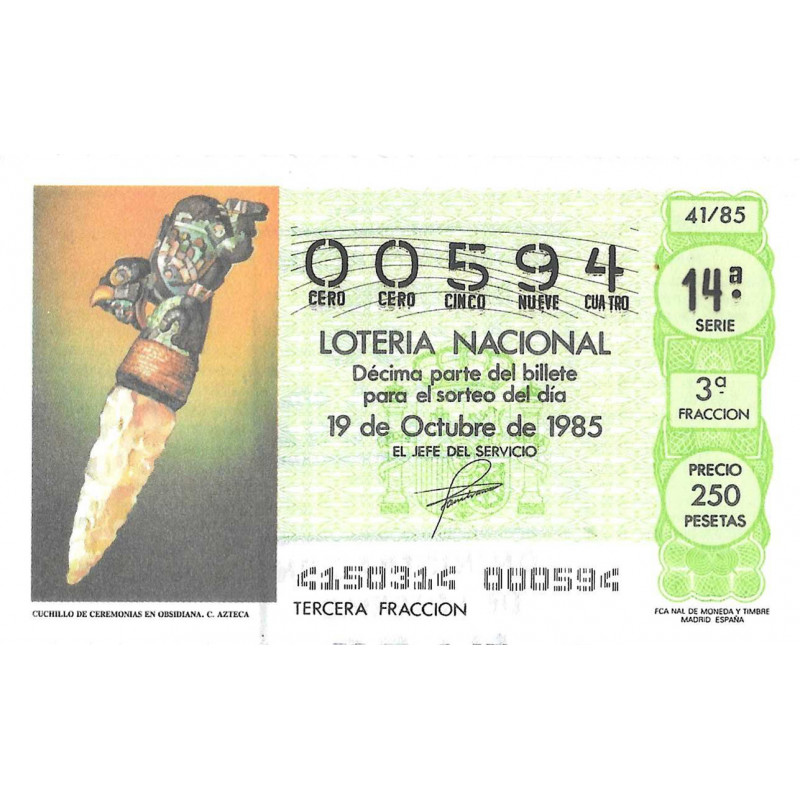 00594
CERO CERO CINCO NUEVE CUATRO
LOTERIA NACIONAL
Décima parte del billete
para el sorteo del día
19 de Octubre de 1985
EL JEFE DEL SERVICIO
4150314 000594
TERCERA FRACCION
CUCHILLO DE CEREMONIAS EN OBSIDIANA. C. AZTECA
41/85
14ª
SERIE
3ª
FRACCION
PRECIO
250
PESETAS
FCA NAL DE MONEDA Y TIMBRE
MADRID ESPAÑA